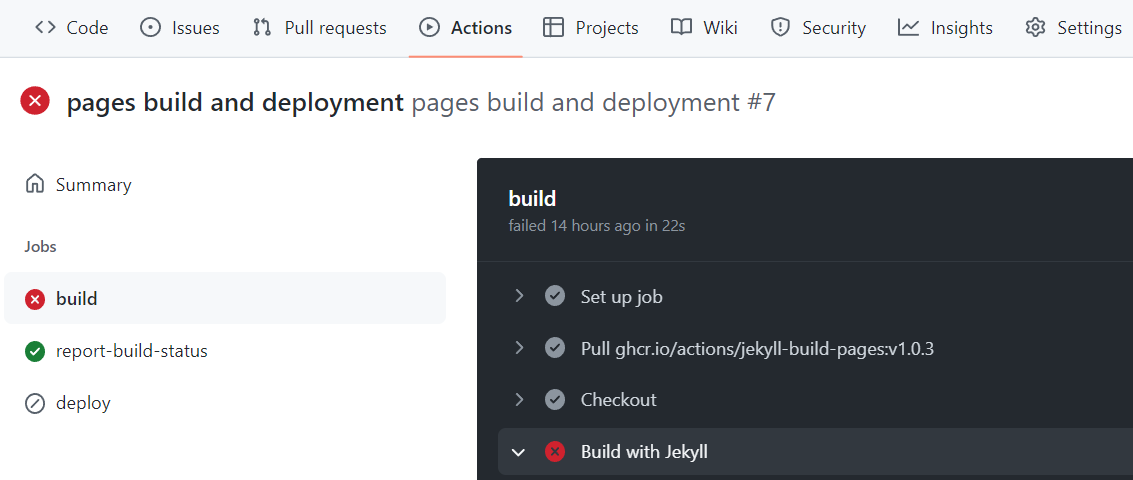 Code Issues Pull requests Actions Projects Wiki Security Insights Settings
pages build and deployment pages build and deployment #7
Summary
Jobs
build
report-build-status
deploy
build
failed 14 hours ago in 22s
Set up job
Pull ghcr.io/actions/jekyll-build-pages:v1.0.3
Checkout
Build with Jekyll